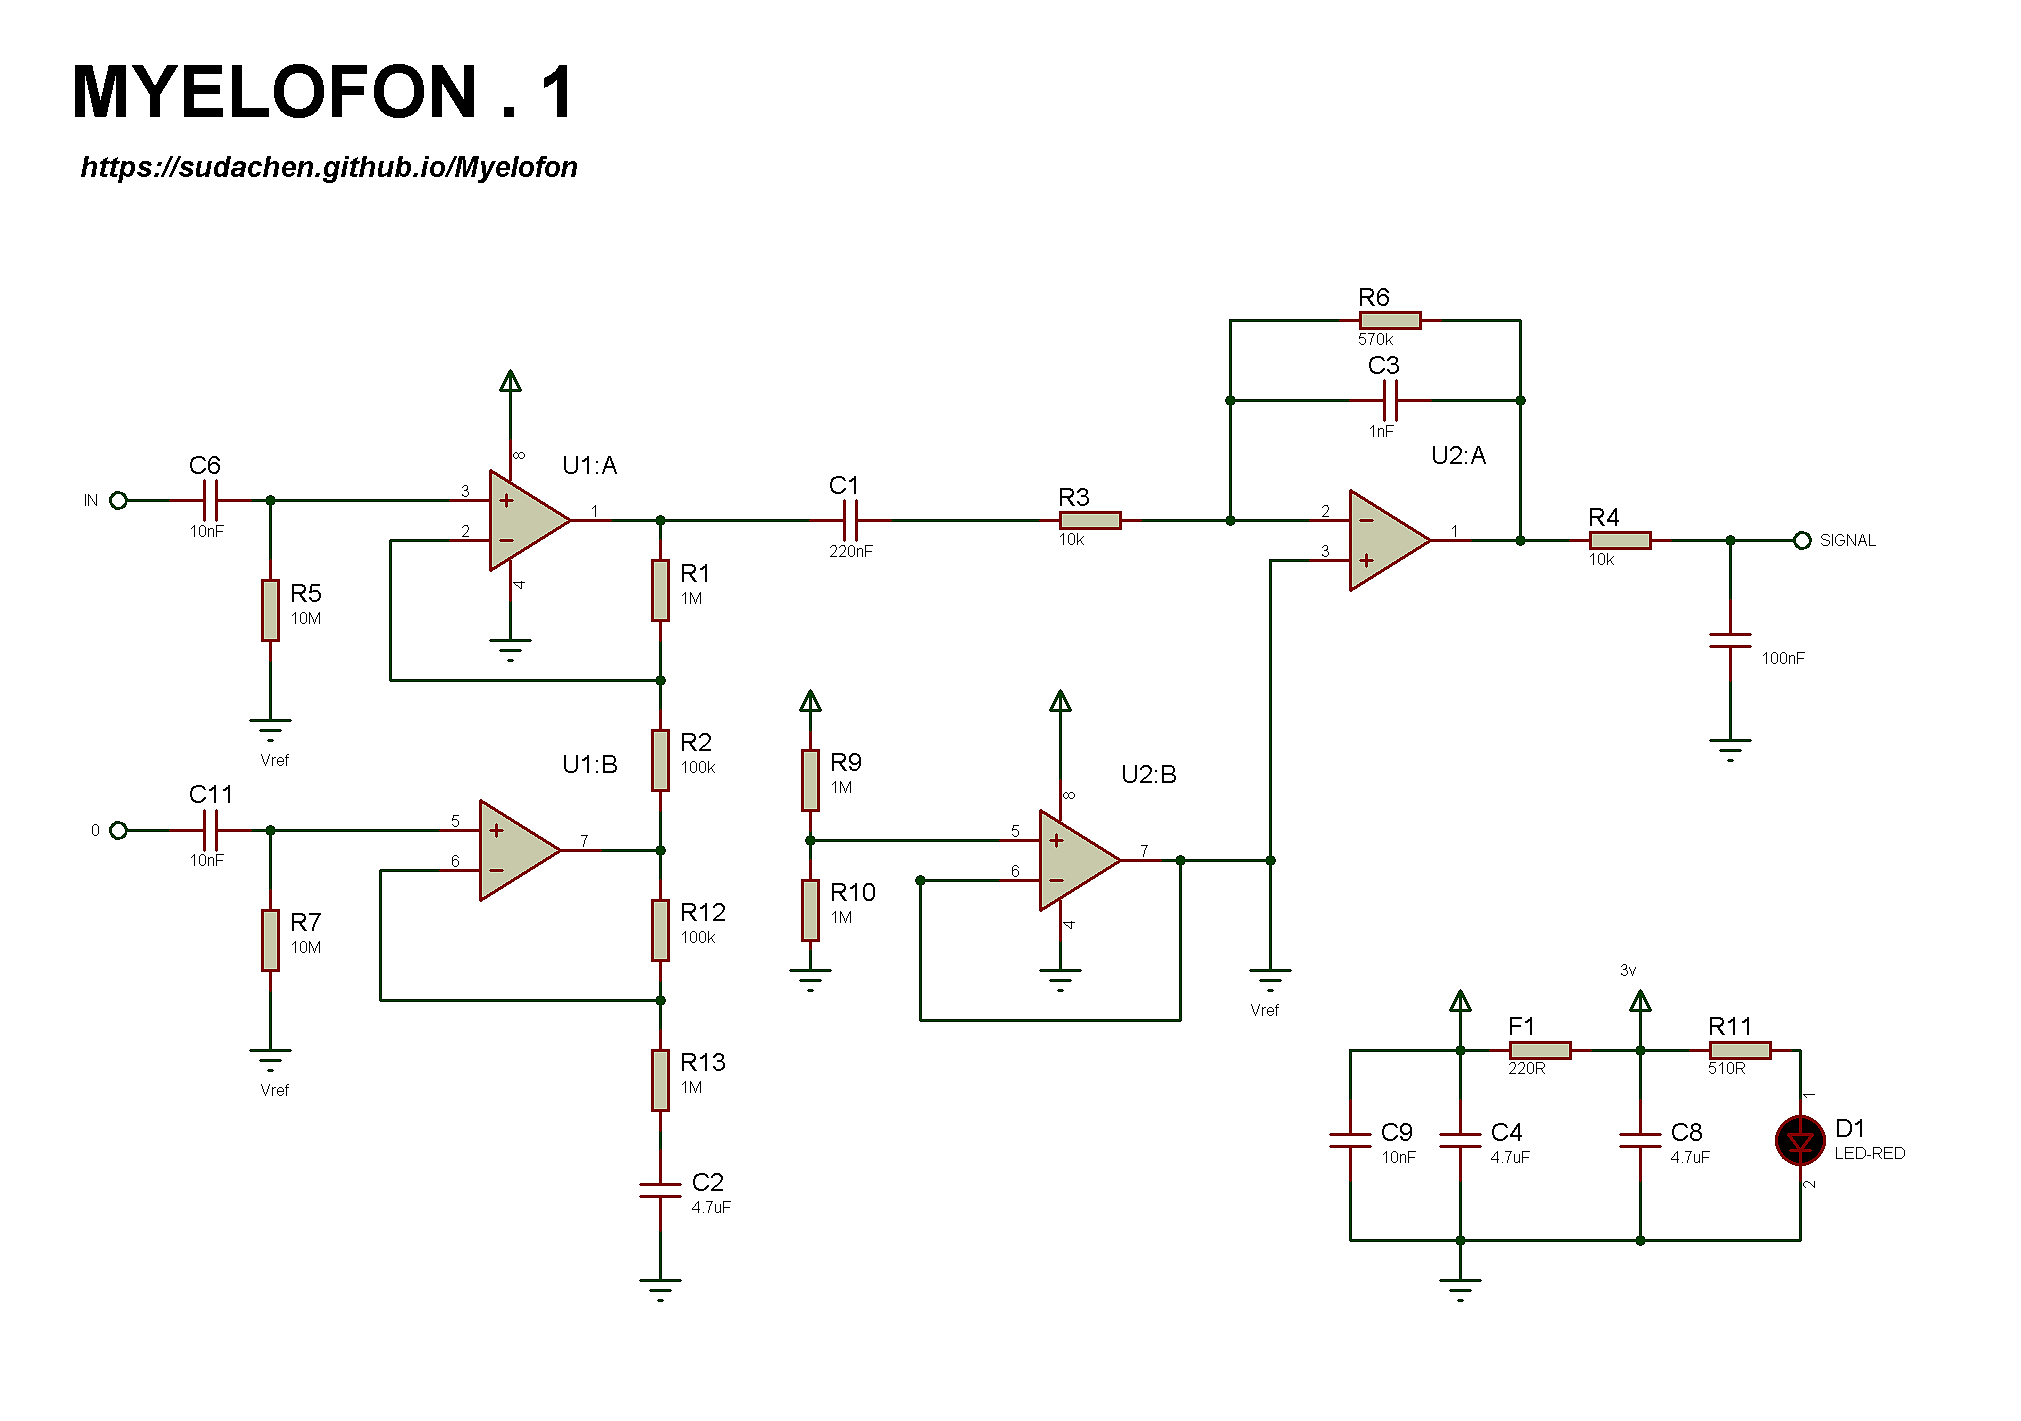 MYELOFON . 1
https://sudachen.github.io/Myelofon
R6
570k
C3
1nF
U2:A
2
3
1
R4
10k
SIGNAL
100nF
C6
IN
10nF
R5
10M
Vref
3
2
8
4
1
U1:A
R1
1M
C1
220nF
R3
10k
R2
100k
U1:B
C11
0
10nF
R7
10M
Vref
5
6
7
R12
100k
R13
1M
C2
4.7uF
R9
1M
R10
1M
U2:B
8
5
6
7
4
Vref
3v
F1
220R
R11
510R
C9
10nF
C4
4.7uF
C8
4.7uF
1
D1
LED-RED
2